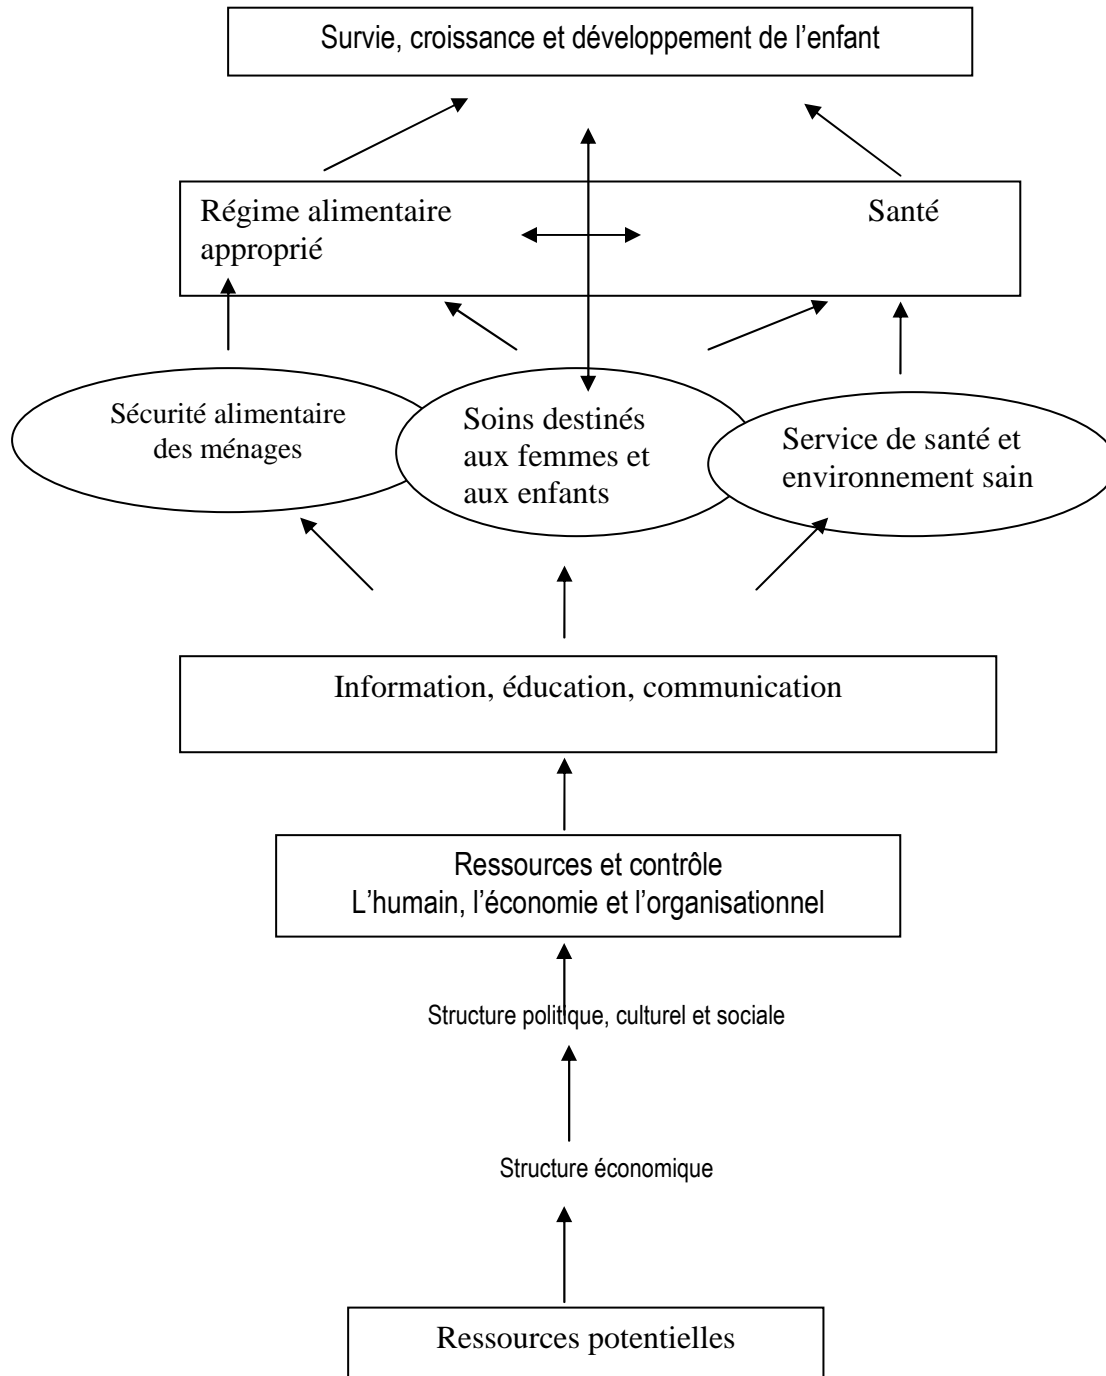 Survie, croissance et développement de l’enfant
Régime alimentaire
approprié
Santé
Sécurité alimentaire
des ménages
Soins destinés
aux femmes et
aux enfants
Service de santé et
environnement sain
Information, éducation, communication
Ressources et contrôle
L’humain, l’économie et l’organisationnel
Structure politique, culturel et sociale
Structure économique
Ressources potentielles